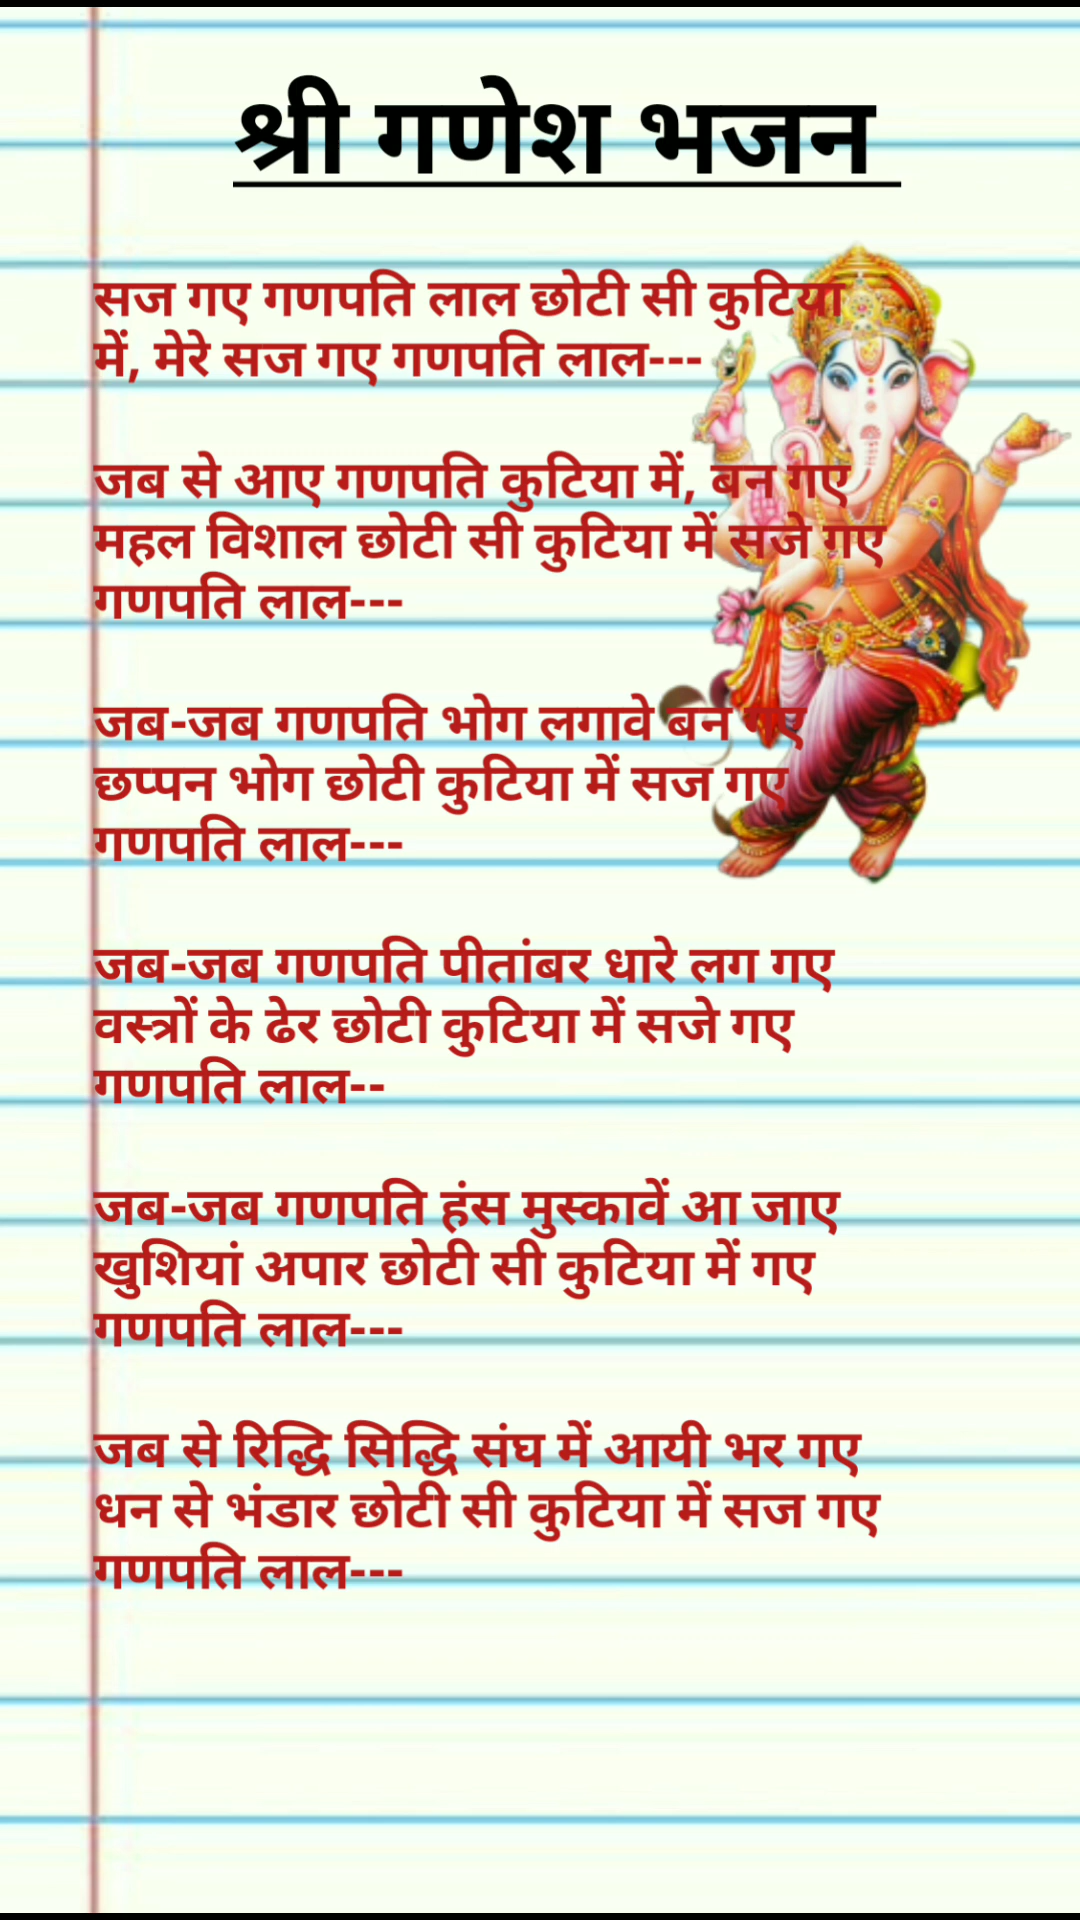 श्री गणेश भजन
सज गए गणपति लाल छोटी सी कुटिया
में, मेरे सज गए गणपति लाल---
जब से आए गणपति कुटिया में, बन गए
महल विशाल छोटी सी कुटिया में सजे गए
गणपति लाल---
जब-जब गणपति भोग लगावे बन गए
छप्पन भोग छोटी कुटिया में सज गए
गणपति लाल---
जब-जब गणपति पीतांबर धारे लग गए
वस्त्रों के ढेर छोटी कुटिया में सजे गए
गणपति लाल--
जब-जब गणपति हंस मुस्कावें आ जाए
खुशियां अपार छोटी सी कुटिया में गए
गणपति लाल---
जब से रिद्धि सिद्धि संघ में आयी भर गए
धन से भंडार छोटी सी कुटिया में सज गए
गणपति लाल---